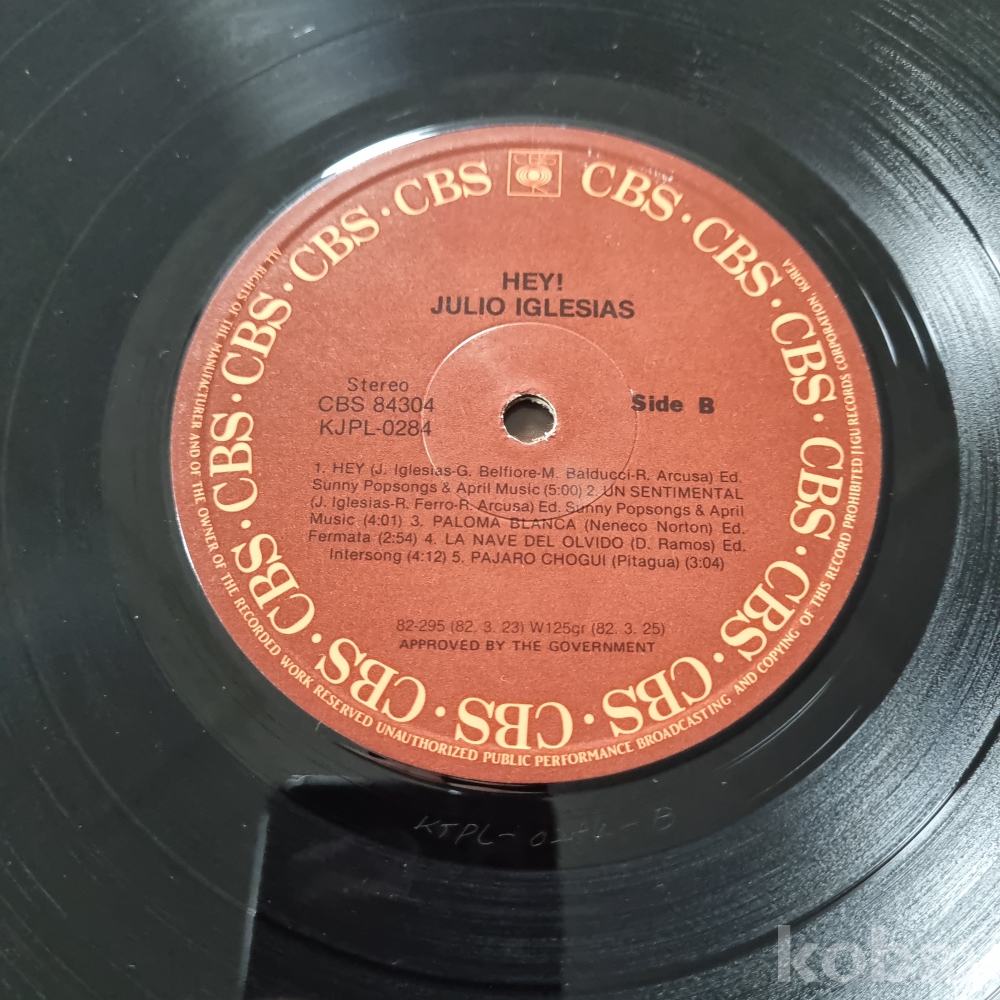 CBS · CBS · CBS · CBS · CBS · CBS · CBS · CBS · CBS · CBS · CBS · CBS · CBS · CBS
CBS
HEY!
JULIO IGLESIAS
Stereo
CBS 84304
KJPL-0284
Side B
1. HEY (J. Iglesias-G. Belfiore-M. Balducci-R. Arcusa) Ed.
Sunny Popsongs & April Music (5:00) 2. UN SENTIMENTAL
(J. Iglesias-R. Ferro-R. Arcusa) Ed. Sunny Popsongs & April
Music (4:01) 3. PALOMA BLANCA (Neneco Norton) Ed.
Fermata (2:54) 4. LA NAVE DEL OLVIDO (D. Ramos) Ed.
Intersong (4:12) 5. PAJARO CHOGUI (Pitagua) (3:04)
82-295 (82. 3. 23) W125gr (82. 3. 25)
APPROVED BY THE GOVERNMENT
ALL RIGHTS OF THE MANUFACTURER AND OF THE OWNER OF THE RECORDED WORK RESERVED UNAUTHORIZED PUBLIC PERFORMANCE BROADCASTING AND COPYING OF THIS RECORD PROHIBITED JIGU RECORDS CORPORATION, KOREA